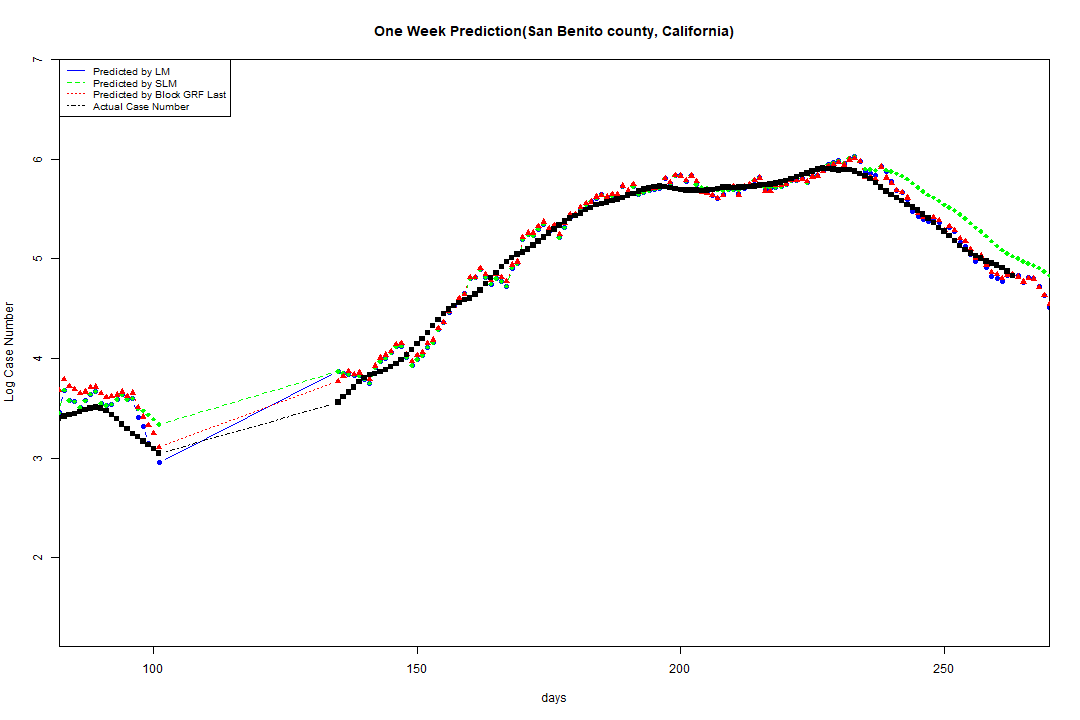 One Week Prediction(San Benito county, California)
Predicted by LM
Predicted by SLM
Predicted by Block GRF Last
Actual Case Number
7
6
5
4
3
2
Log Case Number
100 150 200 250
days